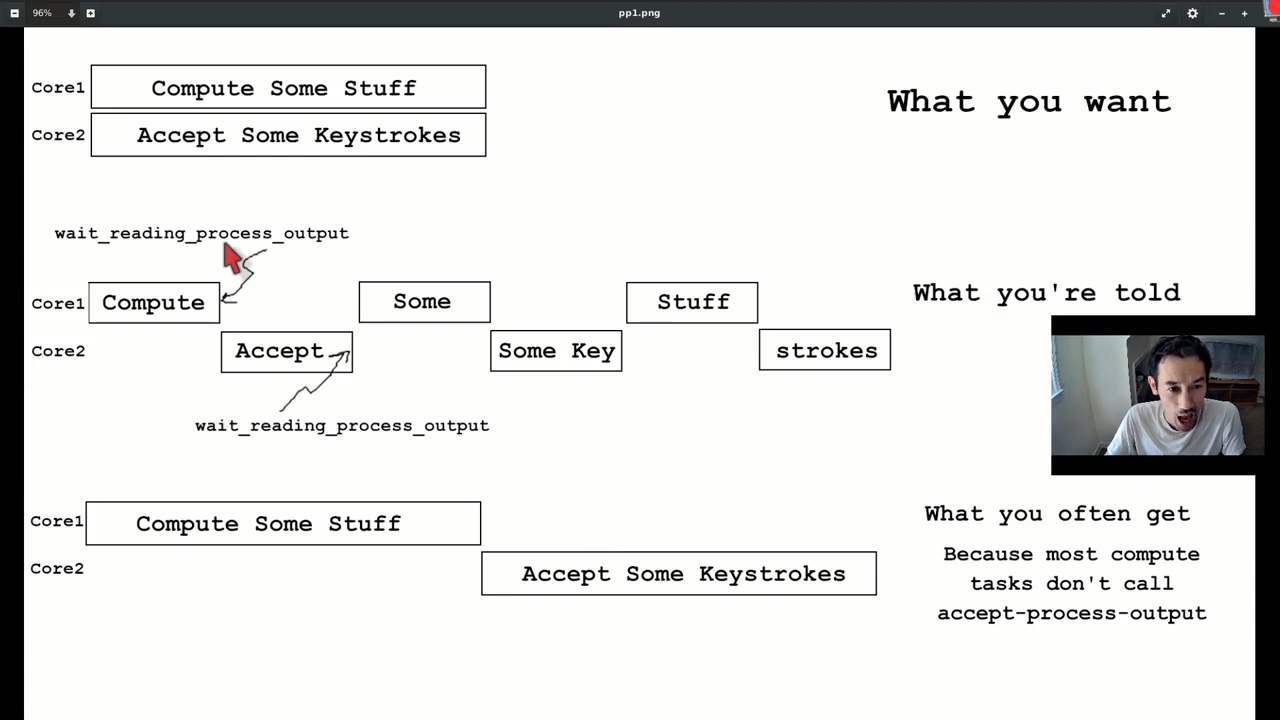 96%
pp1.png
Core1
Compute Some Stuff
What you want
Core2
Accept Some Keystrokes
wait_reading_process_output
Core1
Compute
Some
Stuff
What you're told
Core2
Accept
Some Key
strokes
wait_reading_process_output
Core1
Compute Some Stuff
What you often get
Core2
Accept Some Keystrokes
Because most compute
tasks don't call
accept-process-output